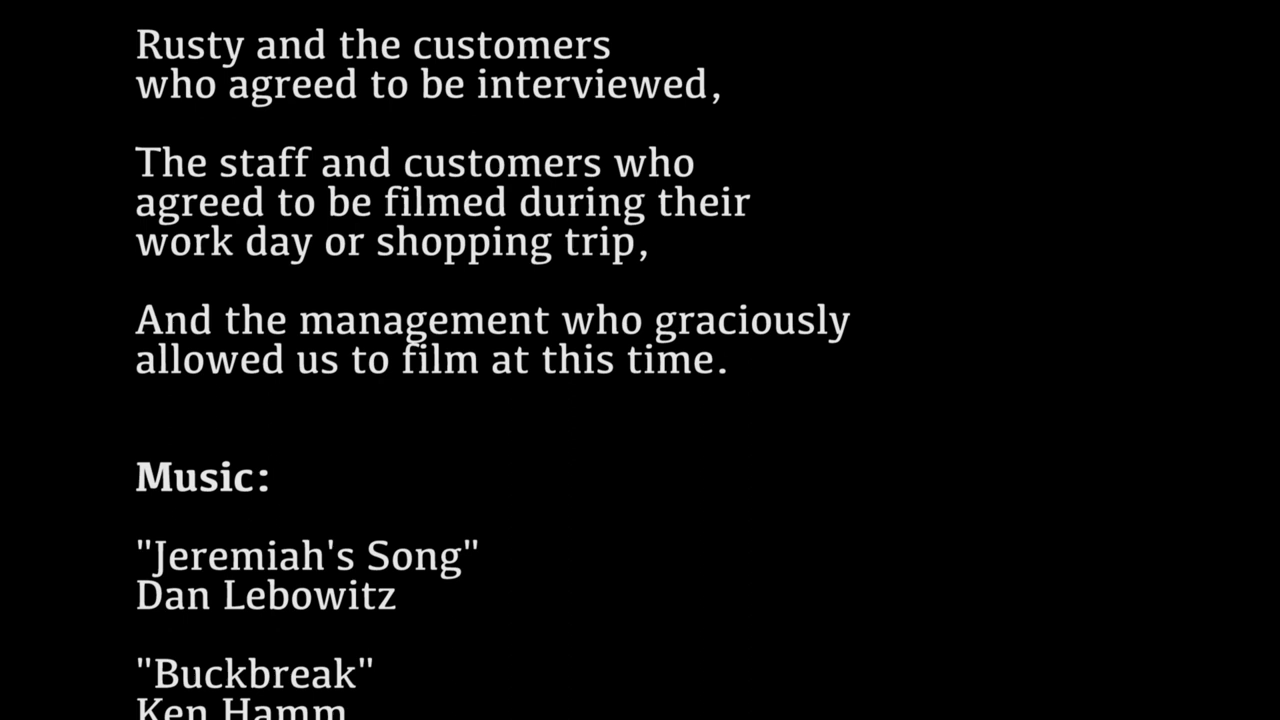 Rusty and the customers
who agreed to be interviewed,
The staff and customers who
agreed to be filmed during their
work day or shopping trip,
And the management who graciously
allowed us to film at this time.
Music:
"Jeremiah's Song"
Dan Lebowitz
"Buckbreak"
Ken Hamm